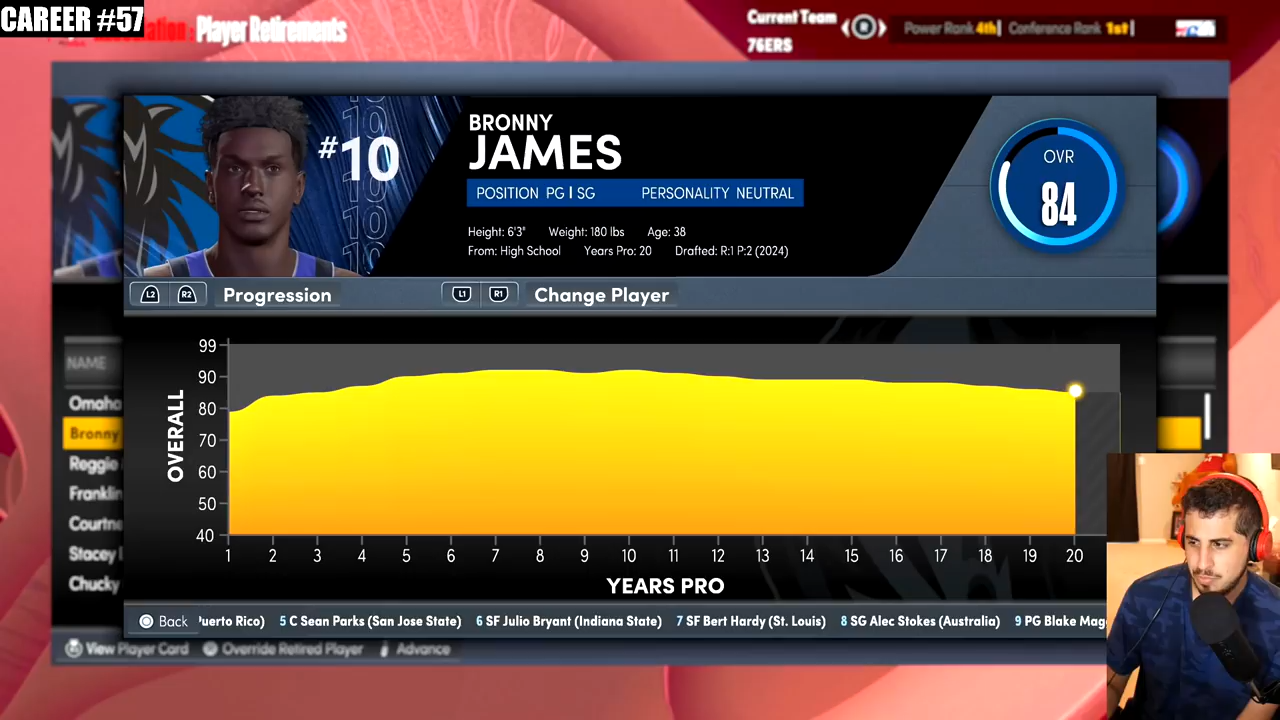 CAREER #57
Player Retirements
Current Team
76ERS
Power Rank 4th | Conference Rank 1st |
#10
BRONNY
JAMES
POSITION PG | SG PERSONALITY NEUTRAL
Height: 6'3" Weight: 180 lbs Age: 38
From: High School Years Pro: 20 Drafted: R:1 P:2 (2024)
OVR
84
L2 R2 Progression L1 R1 Change Player
NAME
Omaha
Bronny
Reggie
Franklin
Courtne
Stacey
Chucky
OVERALL
99
90
80
70
60
50
40
1 2 3 4 5 6 7 8 9 10 11 12 13 14 15 16 17 18 19 20
YEARS PRO
Back Puerto Rico) 5 C Sean Parks (San Jose State) 6 SF Julio Bryant (Indiana State) 7 SF Bert Hardy (St. Louis) 8 SG Alec Stokes (Australia) 9 PG Blake Mag
View Player Card Override Retired Player Advance